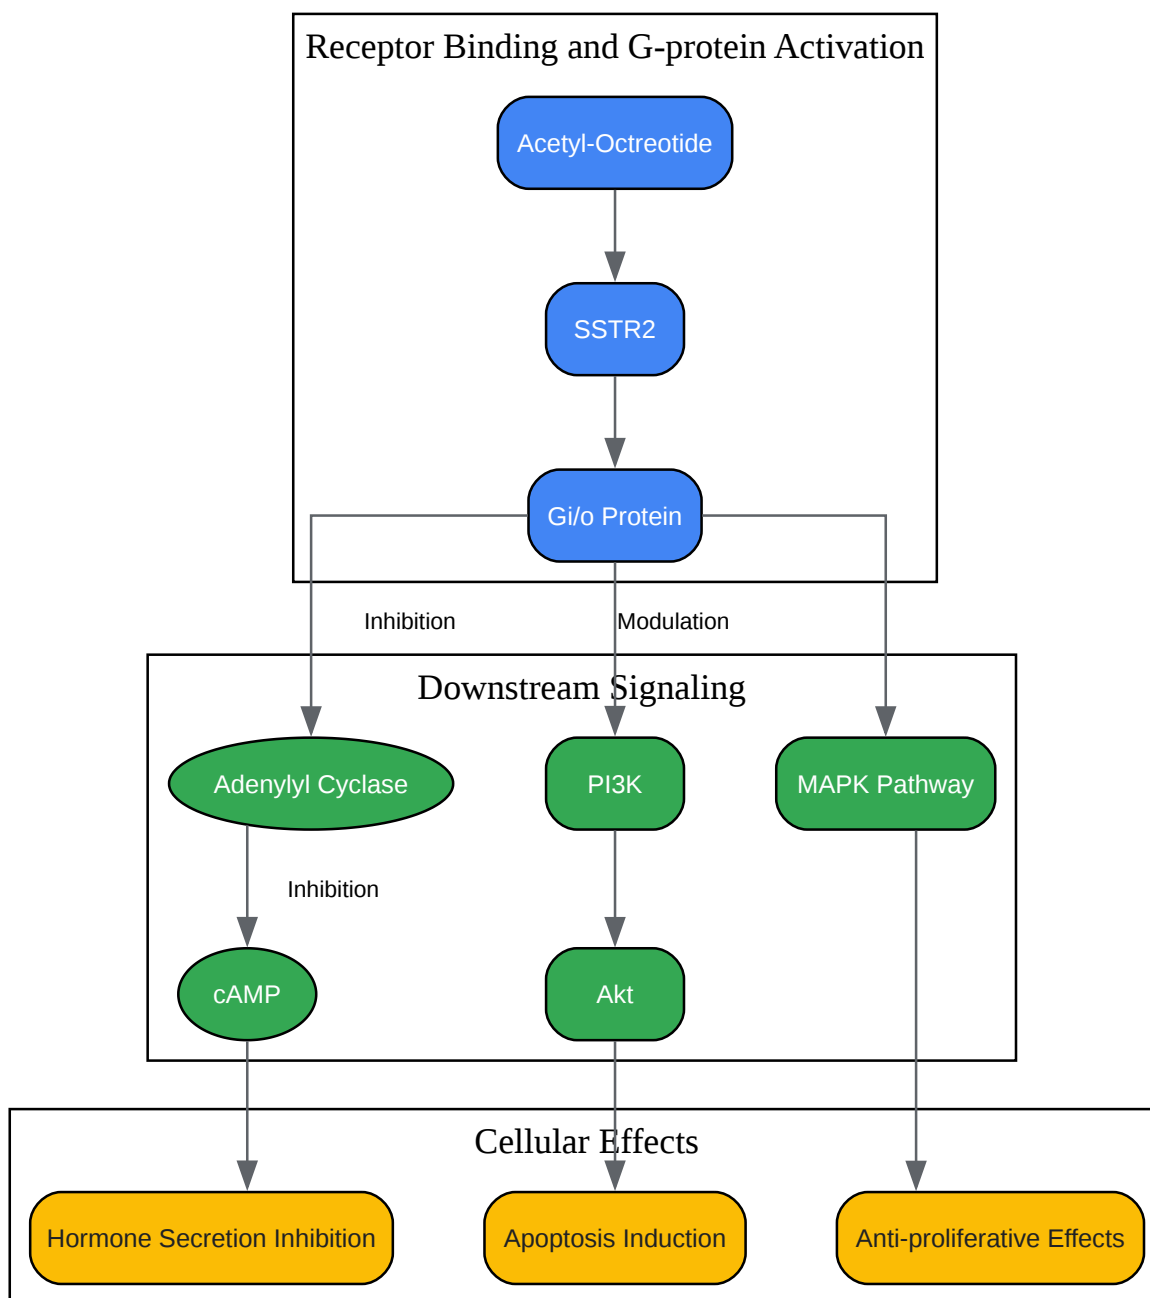 Receptor Binding and G-protein Activation
Acetyl-Octreotide
SSTR2
Gi/o Protein
Inhibition
Modulation
Downstream Signaling
Adenylyl Cyclase
PI3K
MAPK Pathway
Inhibition
cAMP
Akt
Cellular Effects
Hormone Secretion Inhibition
Apoptosis Induction
Anti-proliferative Effects